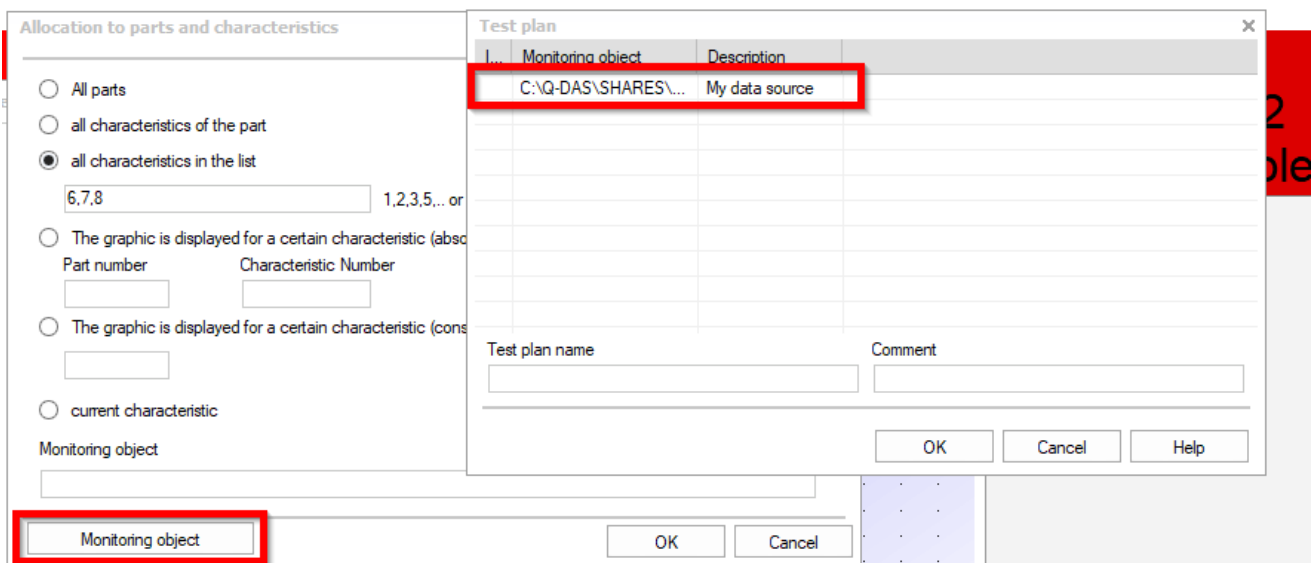 Allocation to parts and characteristics
All parts
all characteristics of the part
all characteristics in the list
6,7,8 1,2,3,5,.. or
The graphic is displayed for a certain characteristic (abso
Part number Characteristic Number
The graphic is displayed for a certain characteristic (cons
current characteristic
Monitoring object
Monitoring object
OK Cancel
Test plan
I... Monitoring object Description
C:\Q-DAS\SHARES\... My data source
Test plan name Comment
OK Cancel Help
2
ole